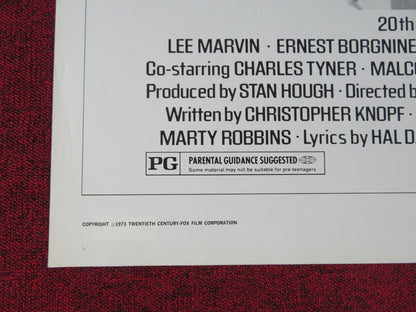 20th
LEE MARVIN · ERNEST BORGNINE
Co-starring CHARLES TYNER · MALCO
Produced by STAN HOUGH · Directed b
Written by CHRISTOPHER KNOPF ·
MARTY ROBBINS · Lyrics by HAL D
PG PARENTAL GUIDANCE SUGGESTED
Some material may not be suitable for pre-teenagers
COPYRIGHT ©1973 TWENTIETH CENTURY-FOX FILM CORPORATION